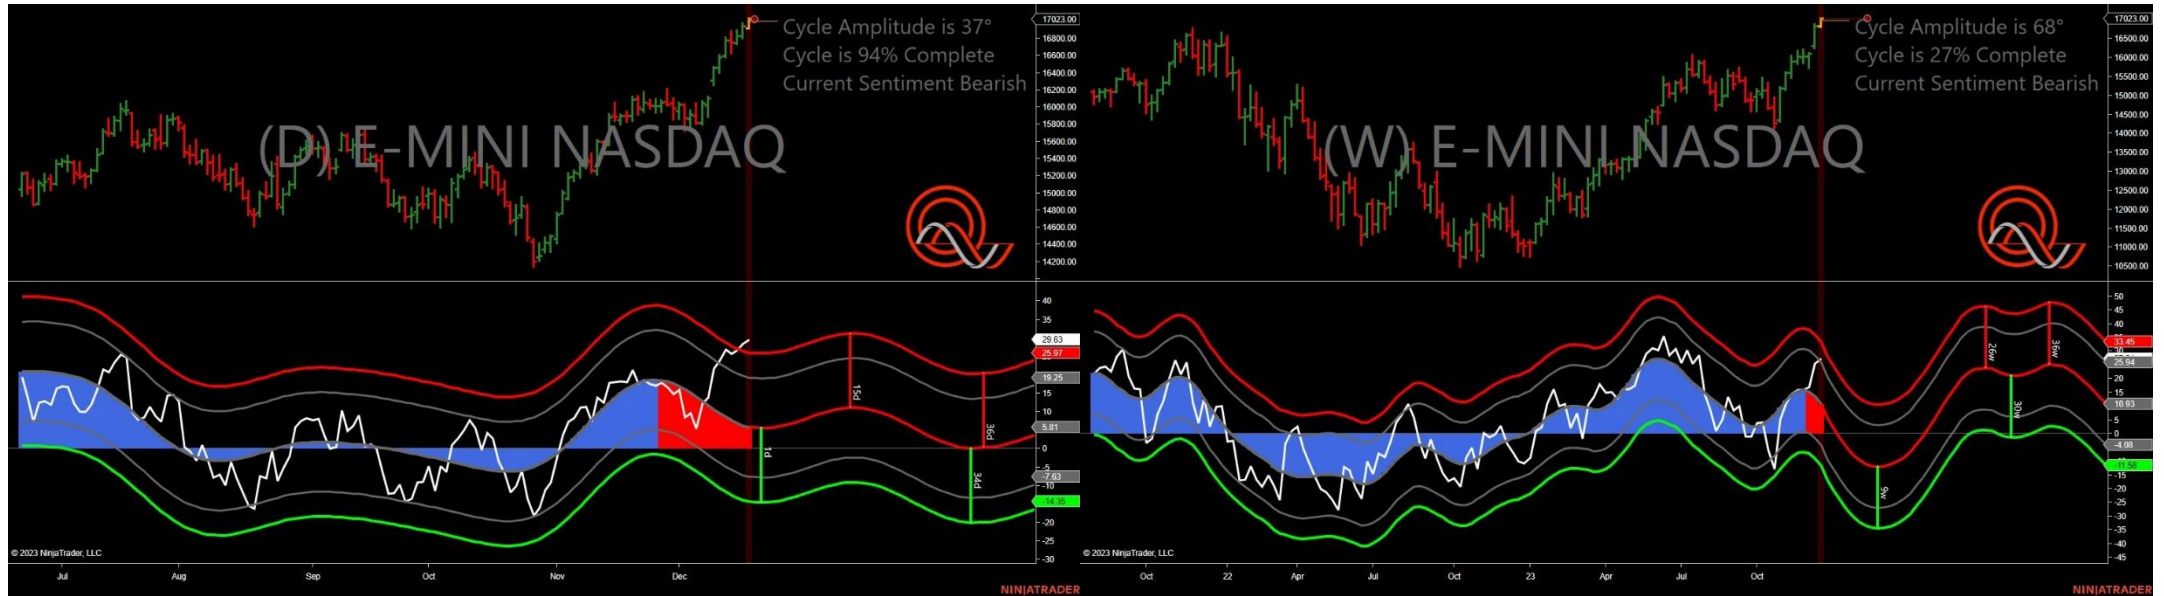 Cycle Amplitude is 37°
Cycle is 94% Complete
Current Sentiment Bearish
(D) E-MINI NASDAQ
17023.00
16800.00
16600.00
16400.00
16200.00
16000.00
15800.00
15600.00
15400.00
15200.00
15000.00
14800.00
14600.00
14400.00
14200.00
40
35
29.63
25.97
19.25
15
10
5.81
0
-5
-7.63
-10
-14.35
-20
-25
-30
1d
15d
34d
36d
© 2023 NinjaTrader, LLC
Jul Aug Sep Oct Nov Dec
NINJATRADER
Cycle Amplitude is 68°
Cycle is 27% Complete
Current Sentiment Bearish
(W) E-MINI NASDAQ
17023.00
16500.00
16000.00
15500.00
15000.00
14500.00
14000.00
13500.00
13000.00
12500.00
12000.00
11500.00
11000.00
10500.00
50
45
40
33.45
30
25.94
20
15
10.93
5
0
-4.08
-11.58
-15
-20
-25
-30
-35
-40
-45
9w
26w
30w
36w
© 2023 NinjaTrader, LLC
Oct 22 Apr Jul Oct 23 Apr Jul Oct
NINJATRADER